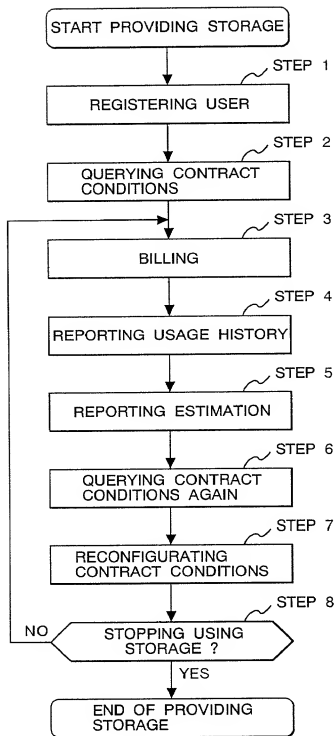 START PROVIDING STORAGE
STEP 1
REGISTERING USER
STEP 2
QUERYING CONTRACT
CONDITIONS
STEP 3
BILLING
STEP 4
REPORTING USAGE HISTORY
STEP 5
REPORTING ESTIMATION
STEP 6
QUERYING CONTRACT
CONDITIONS AGAIN
STEP 7
RECONFIGURATING
CONTRACT CONDITIONS
STEP 8
NO
STOPPING USING
STORAGE ?
YES
END OF PROVIDING
STORAGE